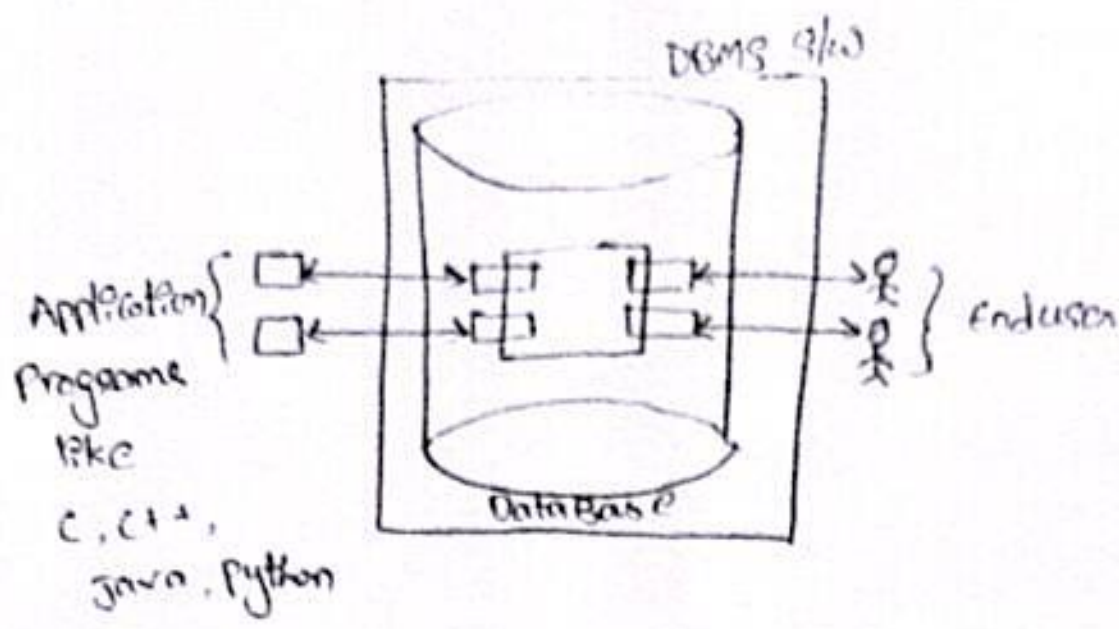 DBMS S/W
Application
Programe
like
C, C++,
Java, Python
Enduser
DataBase